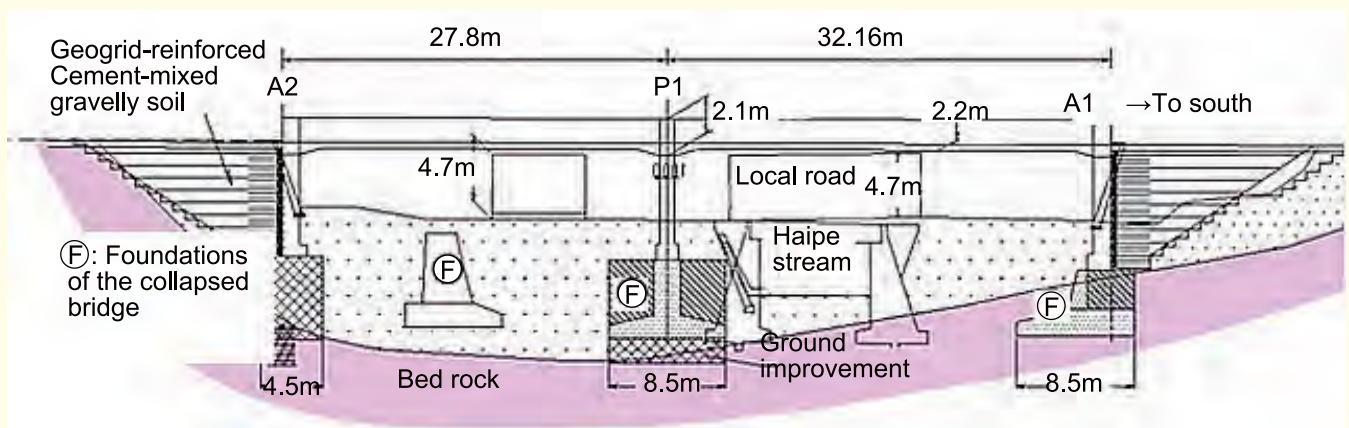 27.8m
32.16m
Geogrid-reinforced
Cement-mixed
gravelly soil
A2
P1
A1
→To south
2.1m
2.2m
4.7m
Local road
4.7m
Ⓕ: Foundations
of the collapsed
bridge
Ⓕ
Ⓕ
Haipe
stream
Ⓕ
Ground
improvement
Bed rock
4.5m
8.5m
8.5m